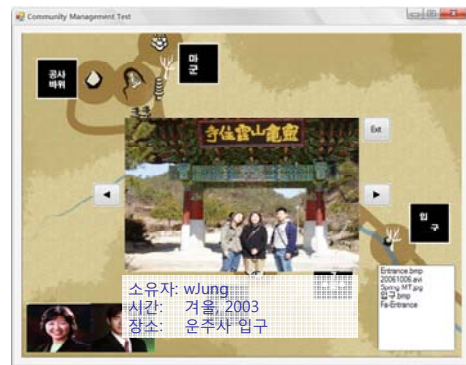 Community Management Test
공사
바위
마
군
靈龜山雲住寺
Exit
◄
►
입
구
Entrance.bmp
20061006.avi
Spring MT.jpg
입구.bmp
Fa-Entrance
소유자: wJung
시간: 겨울, 2003
장소: 운주사 입구